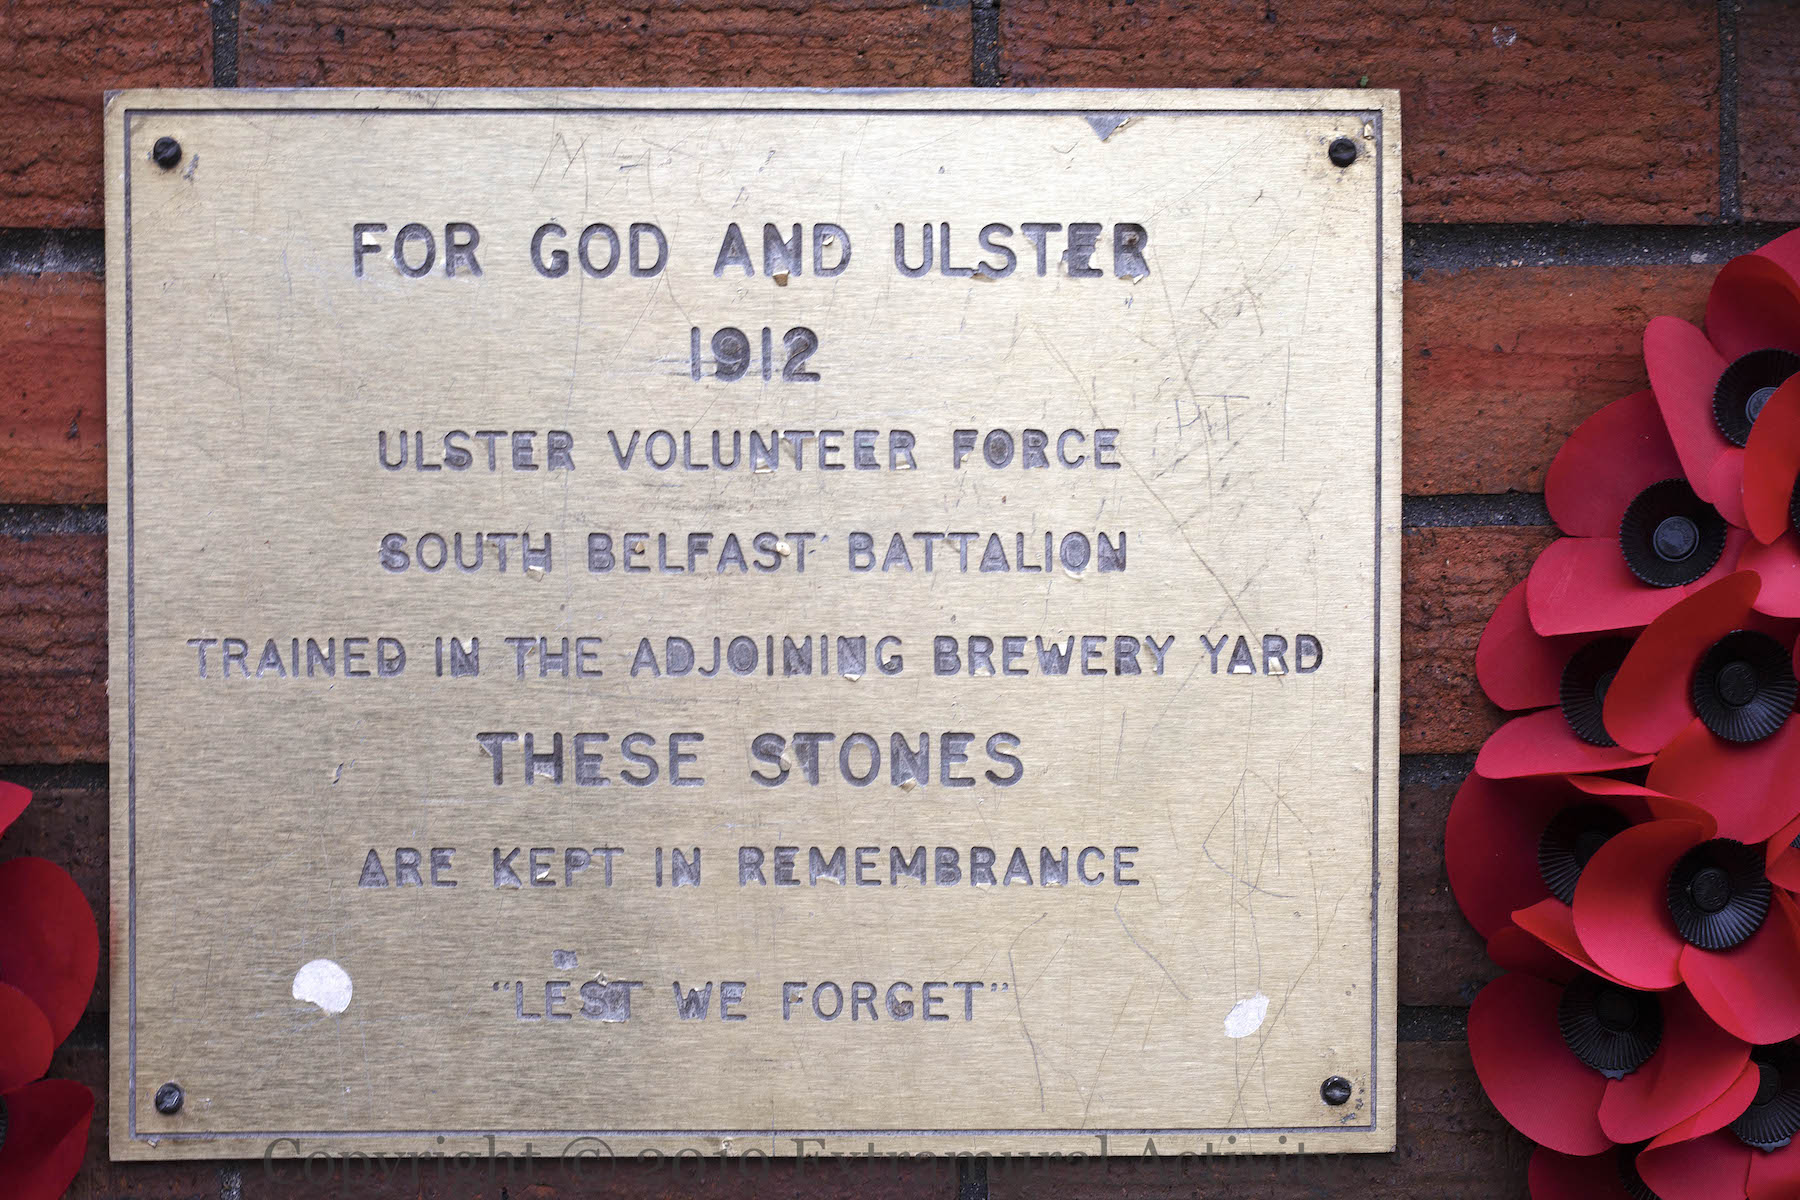 FOR GOD AND ULSTER
1912
ULSTER VOLUNTEER FORCE
SOUTH BELFAST BATTALION
TRAINED IN THE ADJOINING BREWERY YARD
THESE STONES
ARE KEPT IN REMEMBRANCE
"LEST WE FORGET"
Copyright © 2010 Extramural Activity